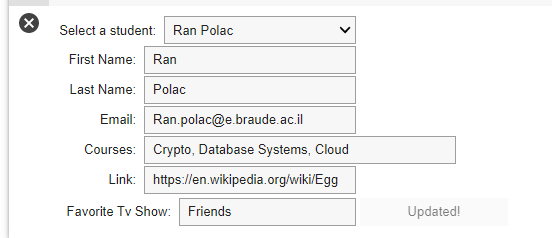 Select a student: Ran Polac
First Name: Ran
Last Name: Polac
Email: Ran.polac@e.braude.ac.il
Courses: Crypto, Database Systems, Cloud
Link: https://en.wikipedia.org/wiki/Egg
Favorite Tv Show: Friends Updated!